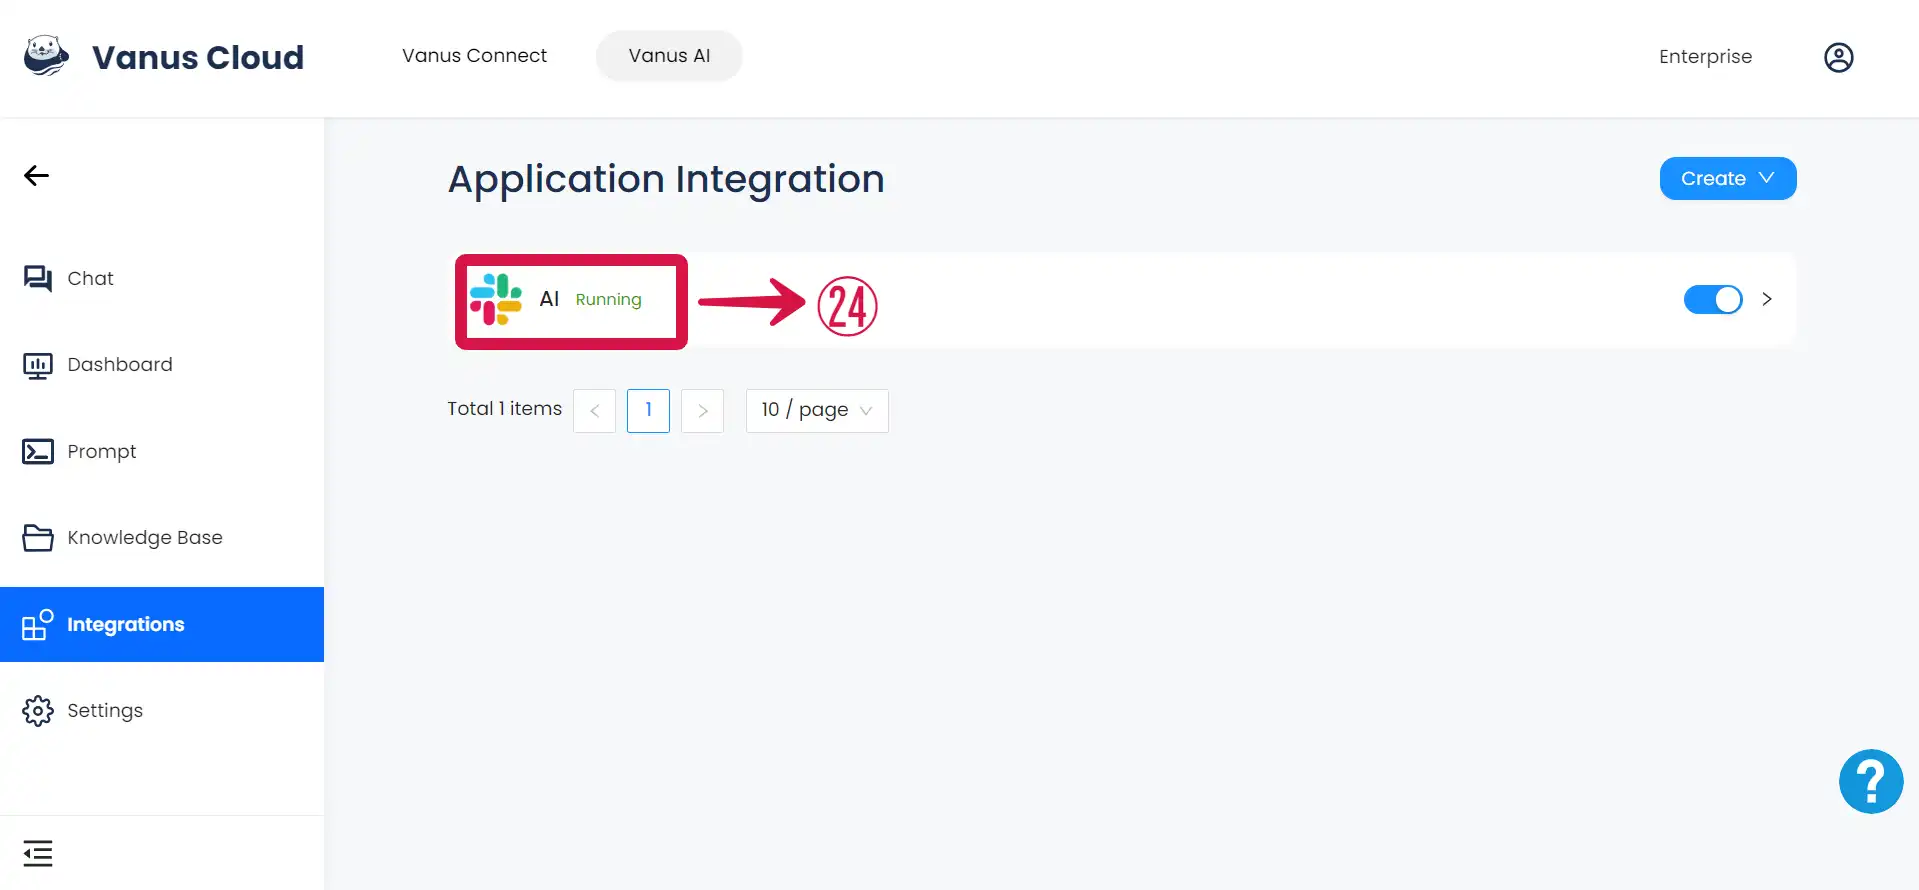 Vanus Cloud
Vanus Connect
Vanus AI
Enterprise
Application Integration
Create
Chat
AI Running
24
Dashboard
Total 1 items
1
10 / page
Prompt
Knowledge Base
Integrations
Settings
?